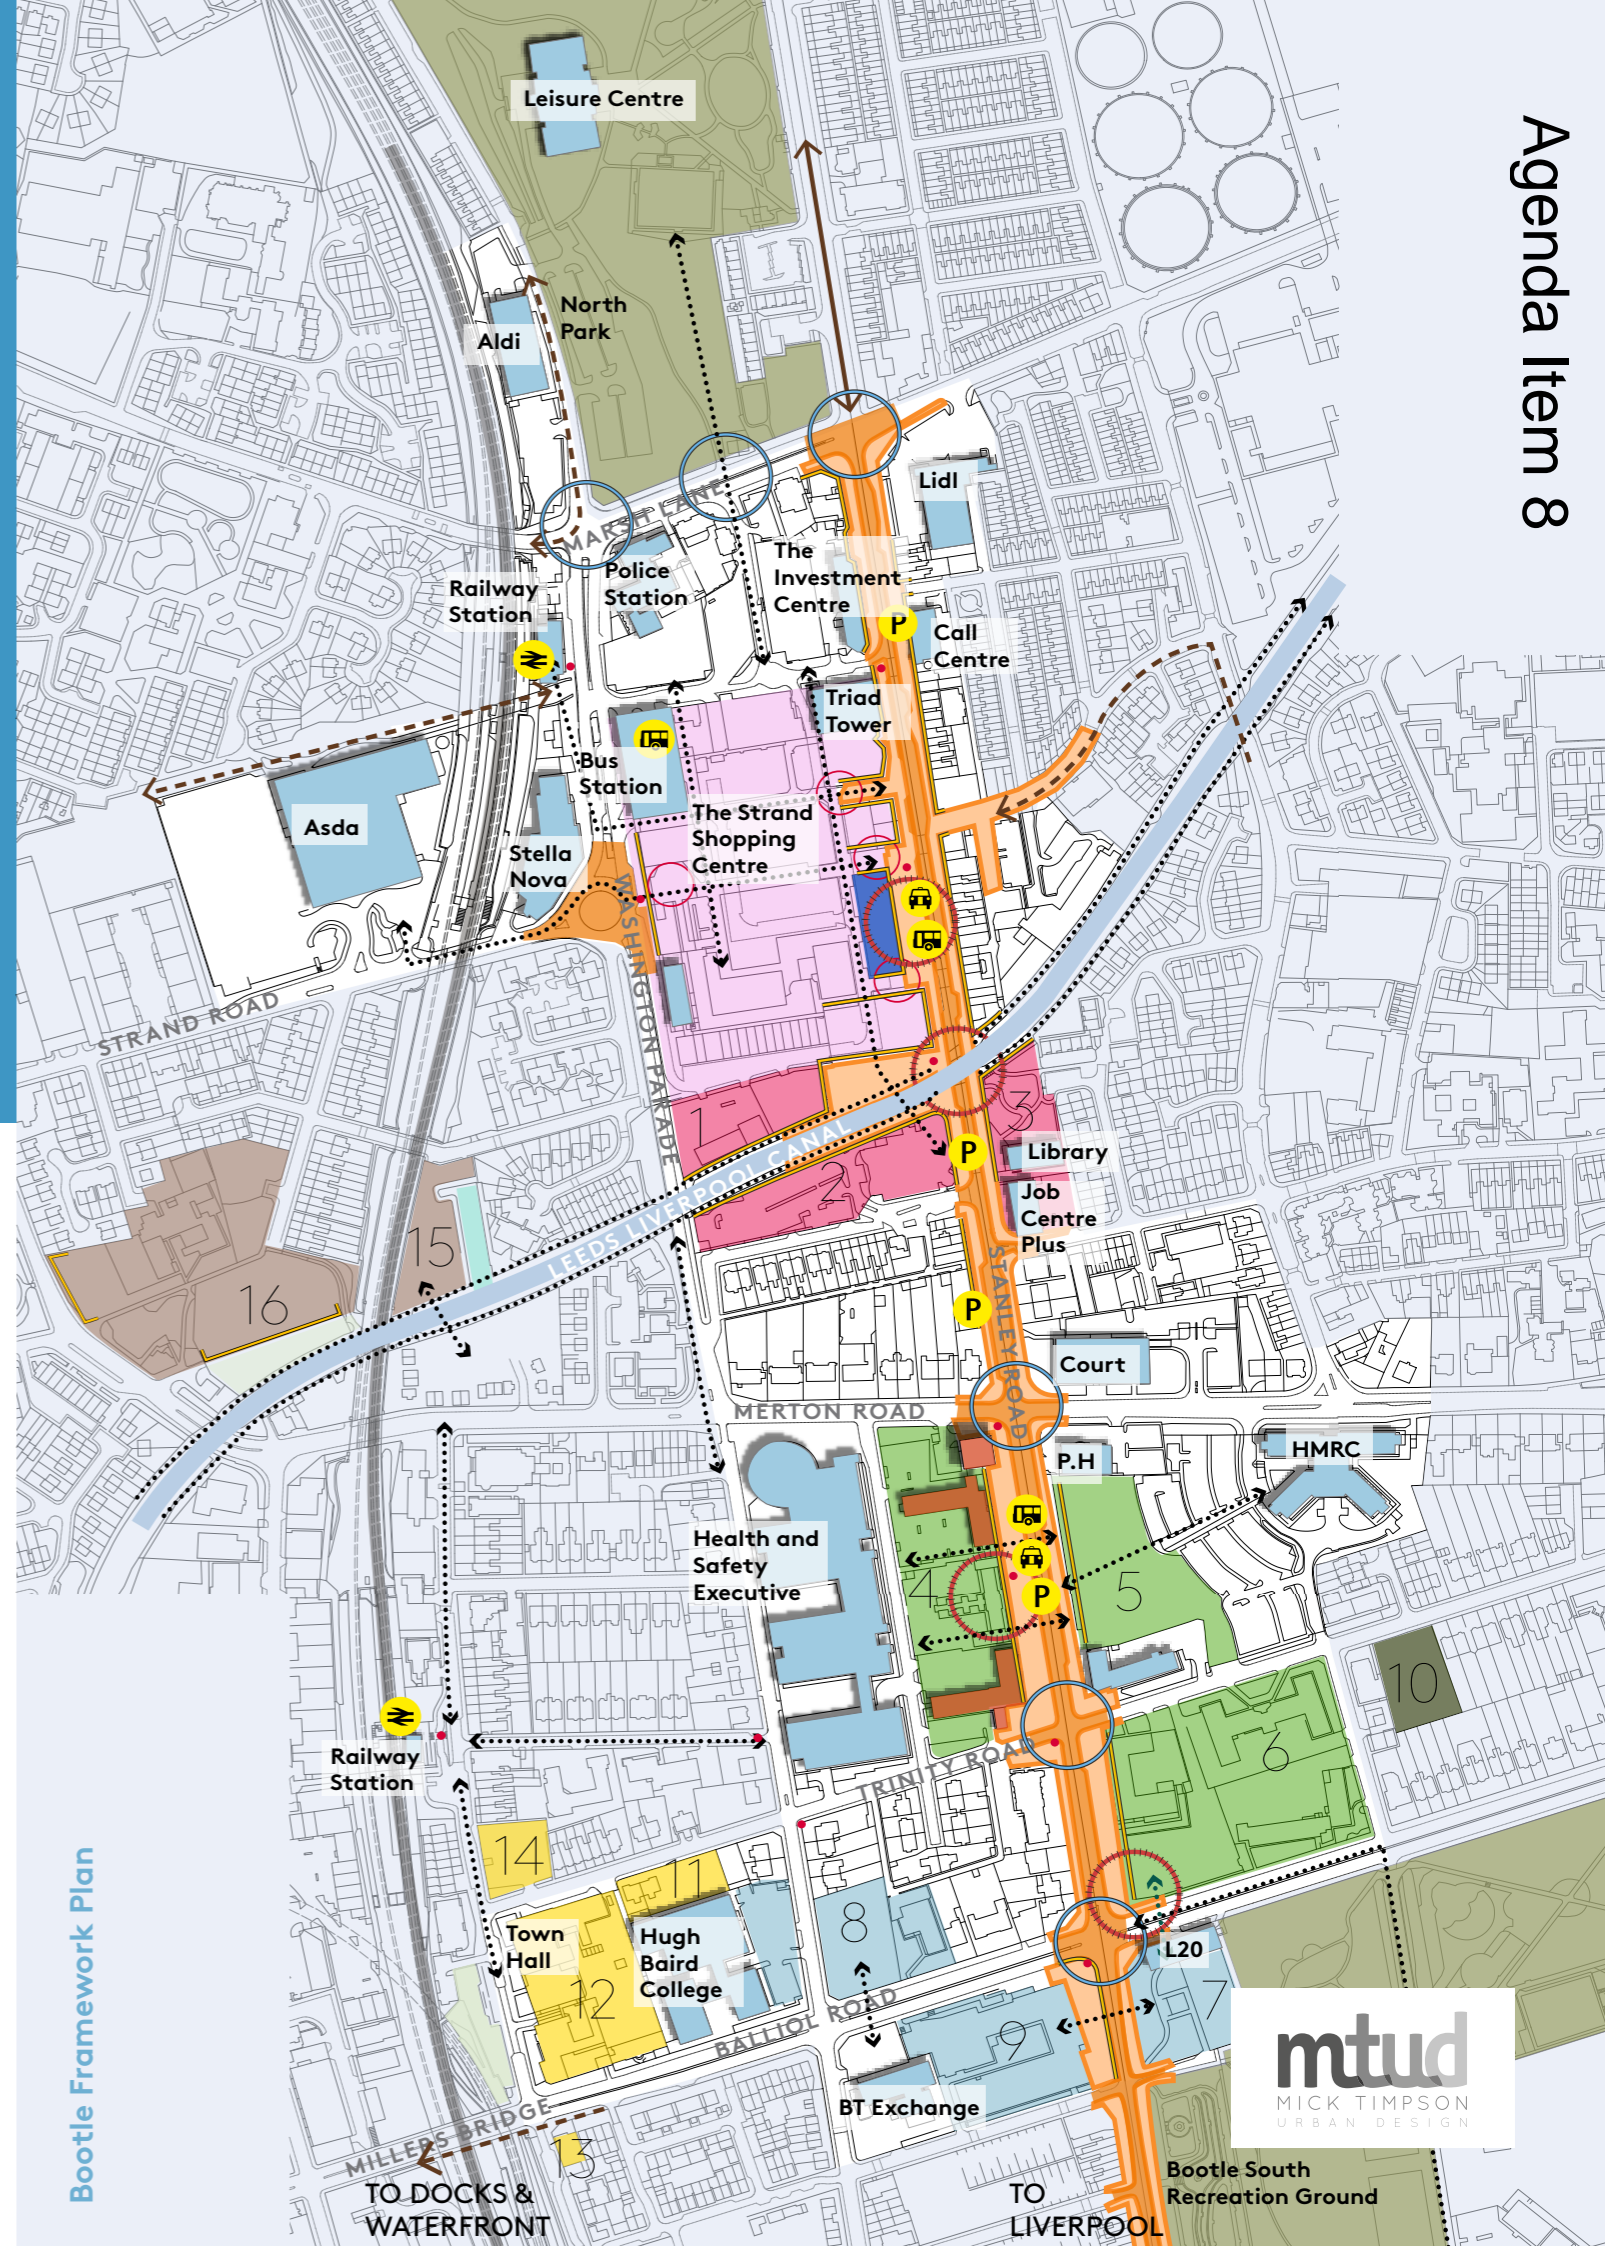 Agenda Item 8
Leisure Centre
North
Park
Aldi
Lidl
MARSH LANE
The
Investment
Centre
Police
Station
Railway
Station
P
Call
Centre
Triad
Tower
Bus
Station
The Strand
Shopping
Centre
Asda
Stella
Nova
WASHINGTON PARADE
STRAND ROAD
1
3
LEEDS LIVERPOOL CANAL
P
Library
2
Job
Centre
Plus
15
16
P
STANLEY ROAD
Court
MERTON ROAD
HMRC
P.H
Health and
Safety
Executive
4
P
5
10
6
Railway
Station
TRINITY ROAD
14
11
8
Town
Hall
Hugh
Baird
College
L20
12
7
BALLIOL ROAD
9
BT Exchange
MILLERS BRIDGE
13
TO DOCKS &
WATERFRONT
TO
LIVERPOOL
Bootle South
Recreation Ground
mtud
MICK TIMPSON
URBAN DESIGN
Bootle Framework Plan